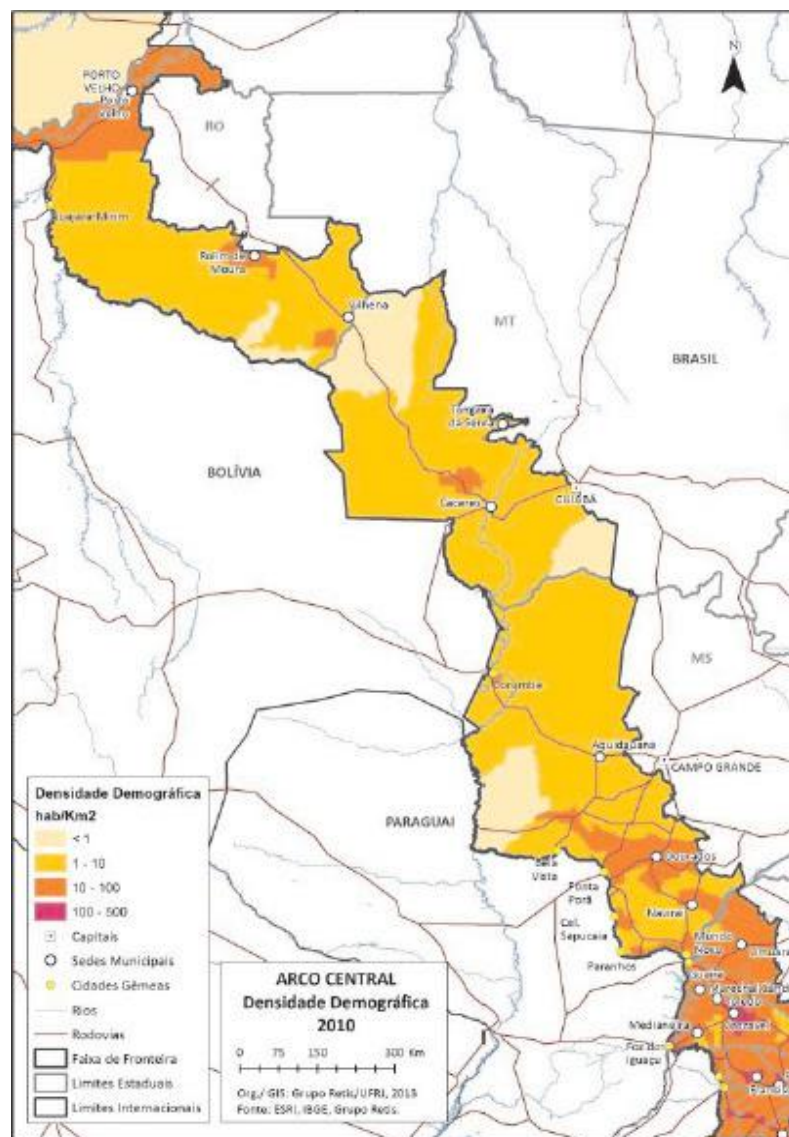 N
PORTO
VELHO
Porto
Velho
RO
Guajará-Mirim
Rolim de
Moura
Vilhena
MT
BRASIL
Tangará
da Serra
BOLÍVIA
Cáceres
CUIABÁ
MS
Corumbá
Aquidauana
CAMPO GRANDE
PARAGUAI
Dourados
Bela
Vista
Ponta
Porã
Naviraí
Cel.
Sapucaia
Mundo
Novo
Paranhos
Guaíra
Toledo
Cascavel
Medianeira
Foz do
Iguaçu
Densidade Demográfica
hab/Km2
< 1
1 - 10
10 - 100
100 - 500
Capitais
Sedes Municipais
Cidades Gêmeas
Rios
Rodovias
Faixa de Fronteira
Limites Estaduais
Limites Internacionais
ARCO CENTRAL
Densidade Demográfica
2010
0 75 150 300 Km
Org./ GIS: Grupo Retis/UFRJ, 2013
Fonte: ESRI, IBGE, Grupo Retis.